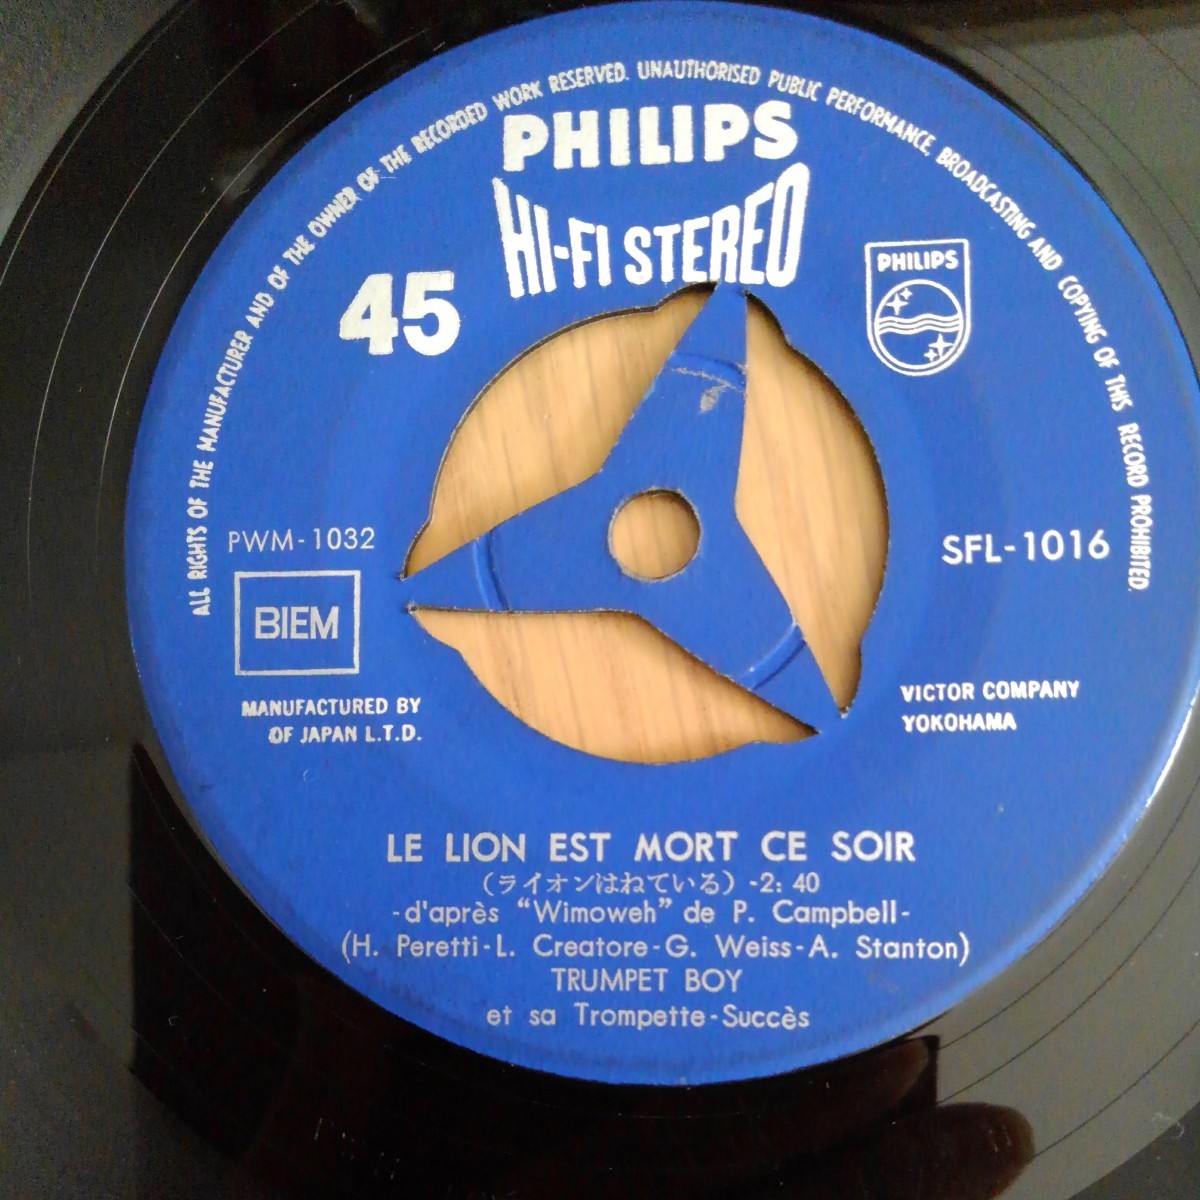 ALL RIGHTS OF THE MANUFACTURER AND OF THE OWNER OF THE RECORDED WORK RESERVED. UNAUTHORISED PUBLIC PERFORMANCE, BROADCASTING AND COPYING OF THIS RECORD PROHIBITED.
PHILIPS
HI-FI STEREO
45
PHILIPS
PWM-1032
SFL-1016
BIEM
MANUFACTURED BY VICTOR COMPANY
OF JAPAN L.T.D. YOKOHAMA
LE LION EST MORT CE SOIR
(ライオンはねている) -2:40
-d'après "Wimoweh" de P. Campbell-
(H. Peretti-L. Creatore-G. Weiss-A. Stanton)
TRUMPET BOY
et sa Trompette-Succès